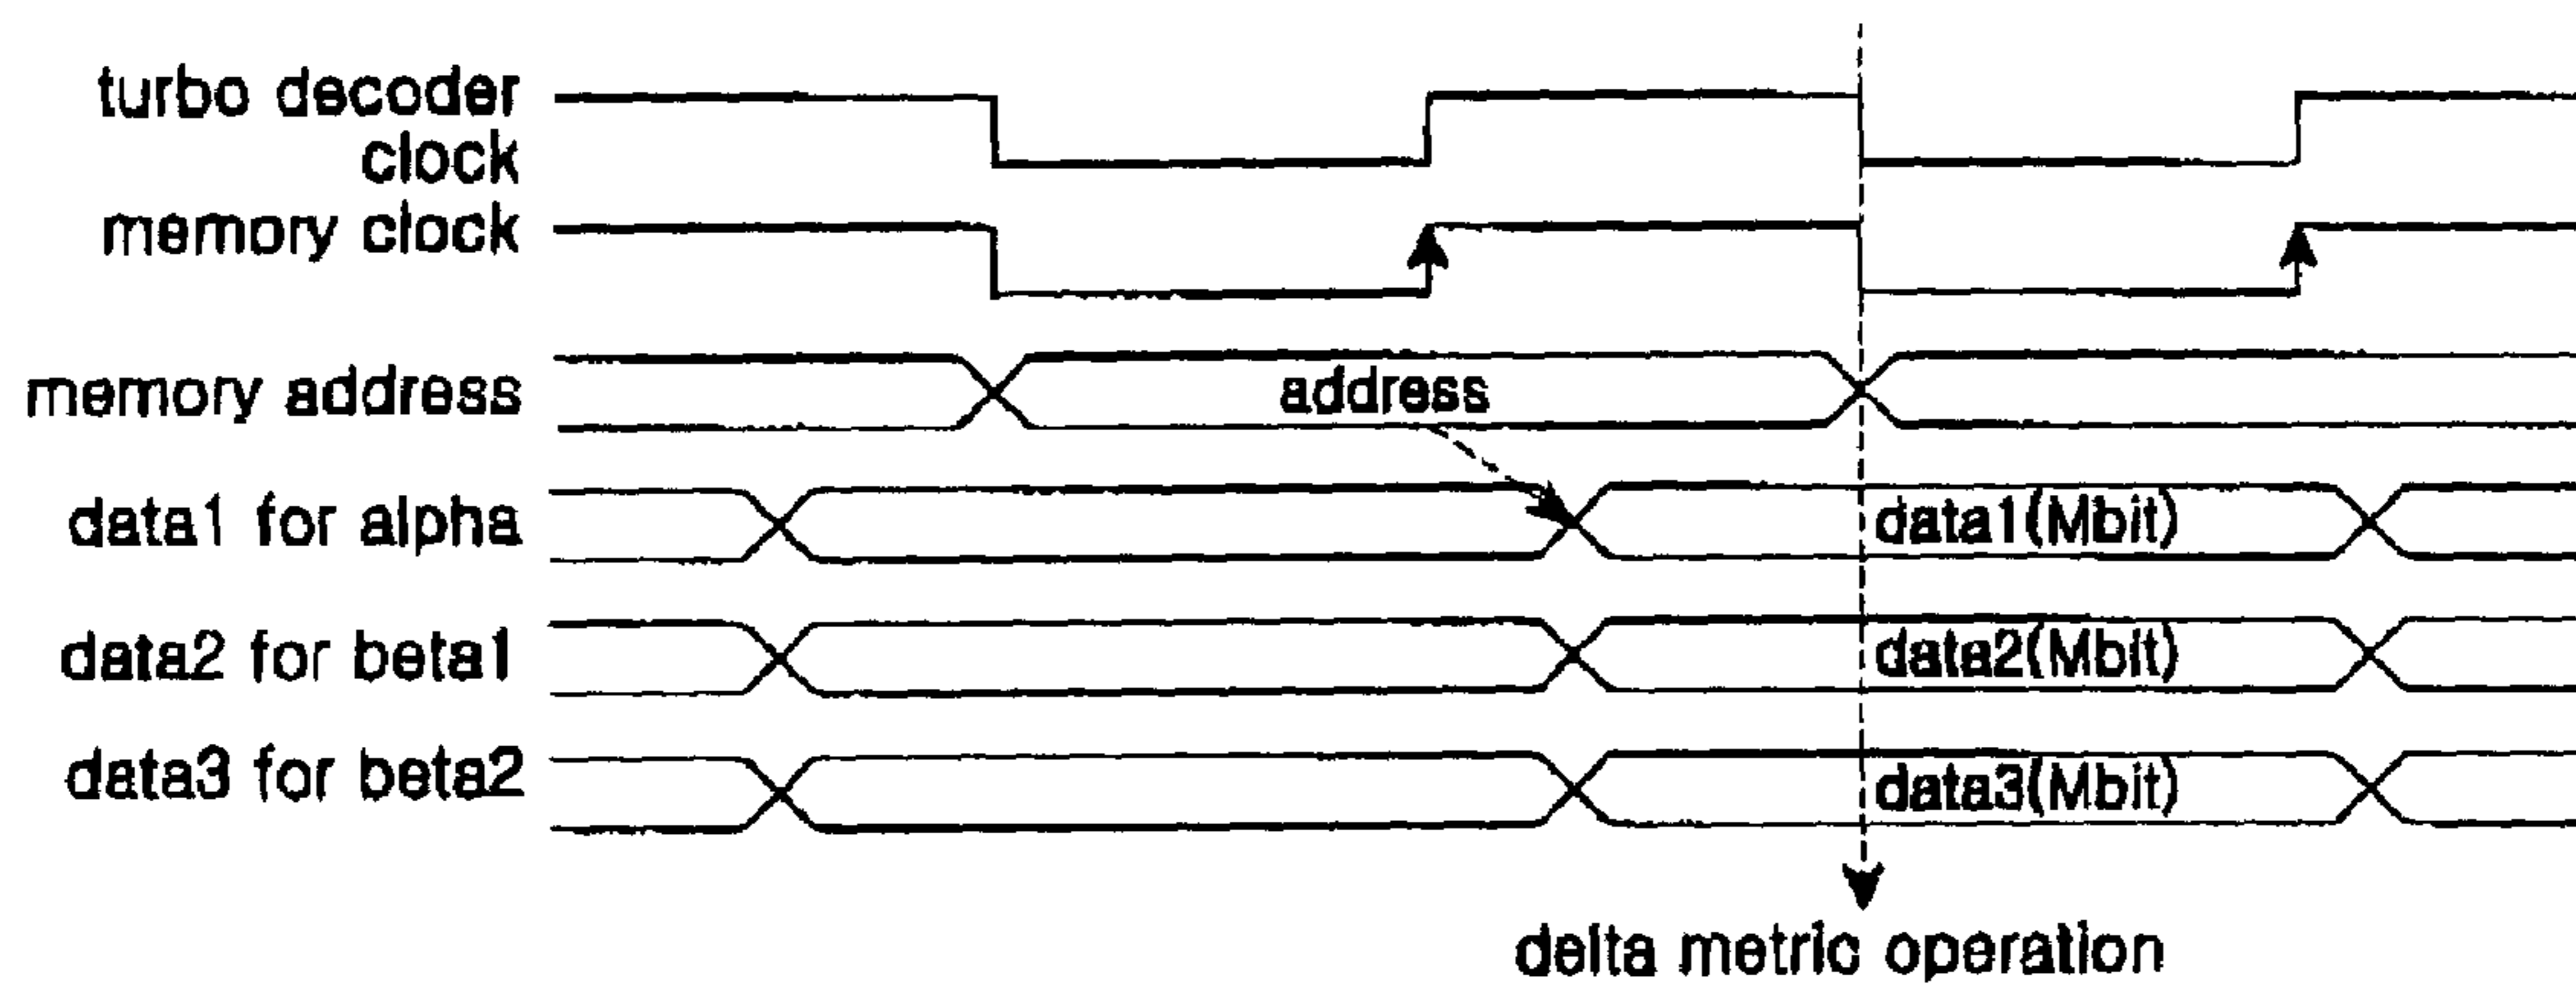 turbo decoder
clock
memory clock
memory address
address
data1 for alpha
data1(Mbit)
data2 for beta1
data2(Mbit)
data3 for beta2
data3(Mbit)
delta metric operation